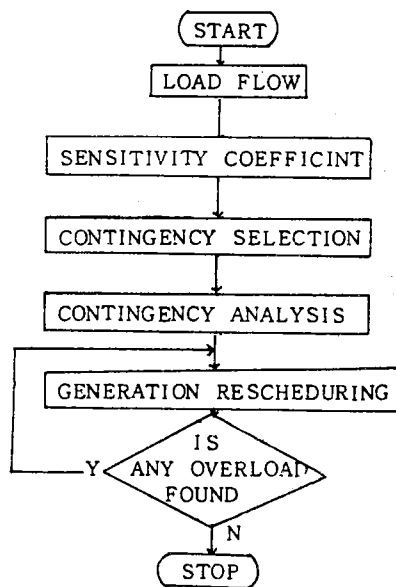 START
LOAD FLOW
SENSITIVITY COEFFICINT
CONTINGENCY SELECTION
CONTINGENCY ANALYSIS
GENERATION RESCHEDURING
IS
Y ANY OVERLOAD
FOUND
N
STOP